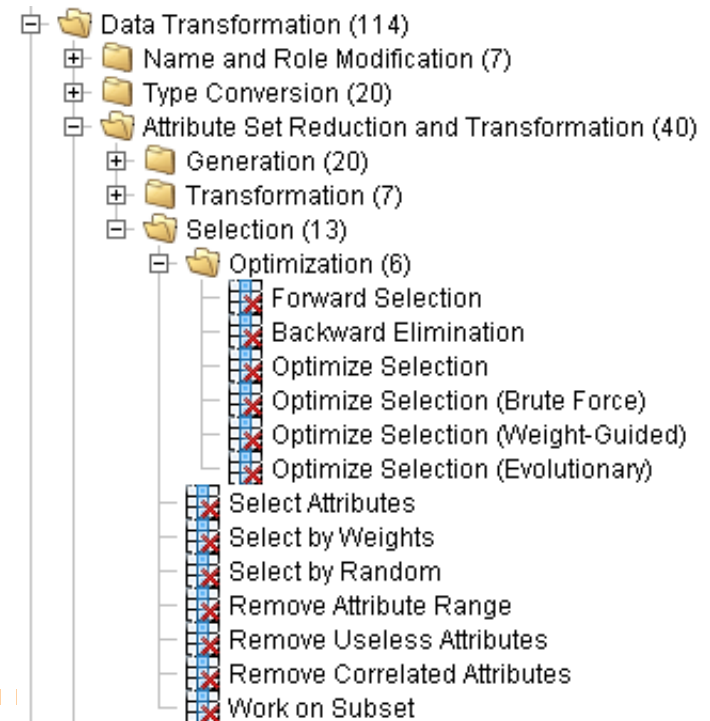 Data Transformation (114)
Name and Role Modification (7)
Type Conversion (20)
Attribute Set Reduction and Transformation (40)
Generation (20)
Transformation (7)
Selection (13)
Optimization (6)
Forward Selection
Backward Elimination
Optimize Selection
Optimize Selection (Brute Force)
Optimize Selection (Weight-Guided)
Optimize Selection (Evolutionary)
Select Attributes
Select by Weights
Select by Random
Remove Attribute Range
Remove Useless Attributes
Remove Correlated Attributes
Work on Subset